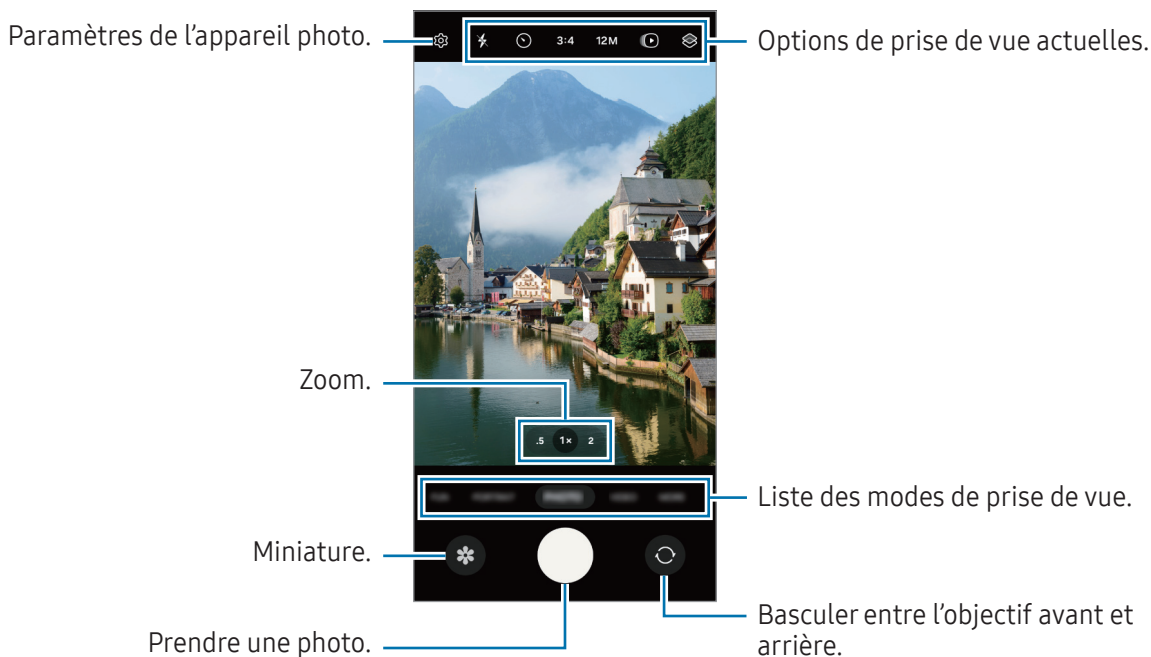 Paramètres de l'appareil photo.
3:4
12M
Options de prise de vue actuelles.
Zoom.
.5 1× 2
Liste des modes de prise de vue.
Miniature.
Basculer entre l'objectif avant et
arrière.
Prendre une photo.